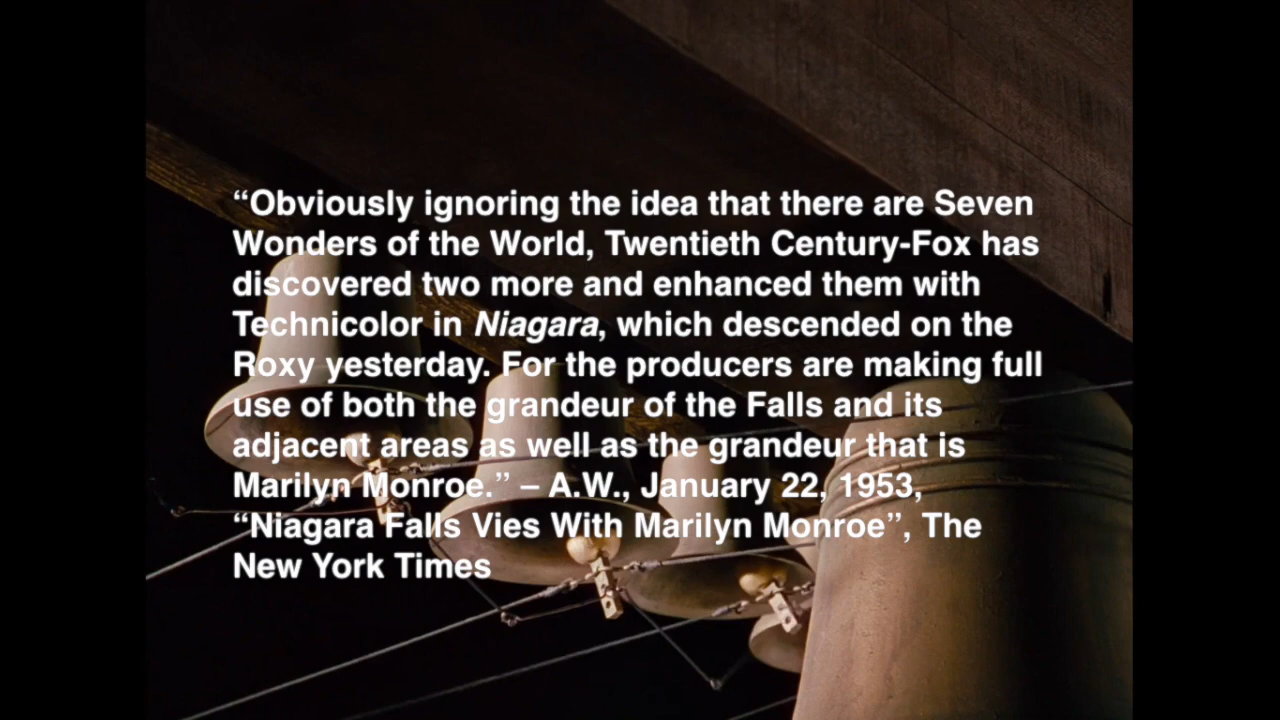 “Obviously ignoring the idea that there are Seven
Wonders of the World, Twentieth Century-Fox has
discovered two more and enhanced them with
Technicolor in Niagara, which descended on the
Roxy yesterday. For the producers are making full
use of both the grandeur of the Falls and its
adjacent areas as well as the grandeur that is
Marilyn Monroe.” – A.W., January 22, 1953,
“Niagara Falls Vies With Marilyn Monroe”, The
New York Times